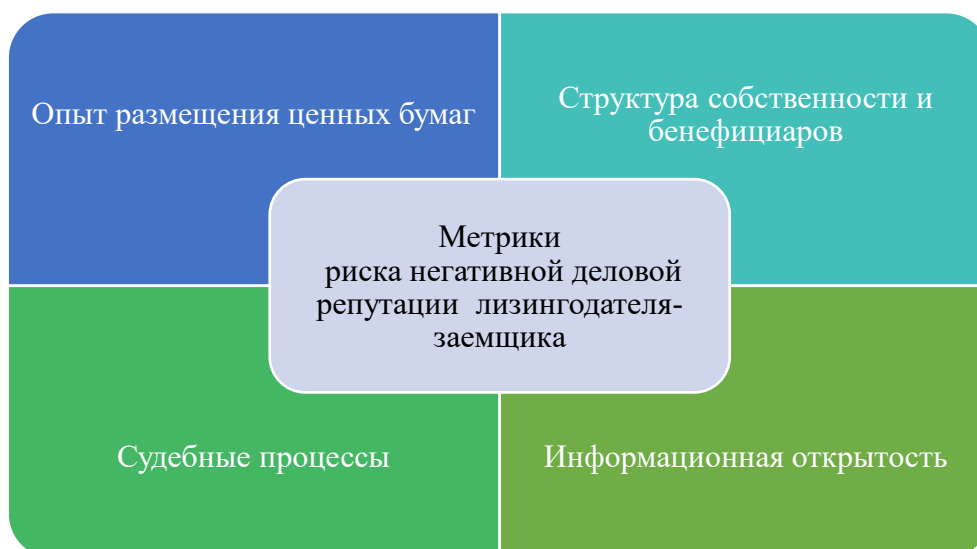 Опыт размещения ценных бумаг
Структура собственности и
бенефициаров
Метрики
риска негативной деловой
репутации лизингодателя-
заемщика
Судебные процессы
Информационная открытость